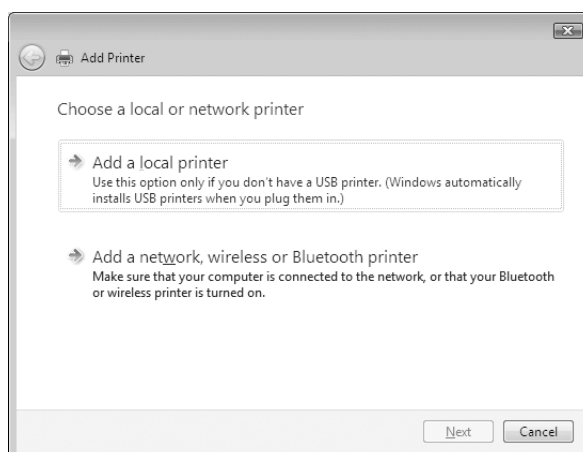 Add Printer
Choose a local or network printer
Add a local printer
Use this option only if you don't have a USB printer. (Windows automatically
installs USB printers when you plug them in.)
Add a network, wireless or Bluetooth printer
Make sure that your computer is connected to the network, or that your Bluetooth
or wireless printer is turned on.
Next Cancel